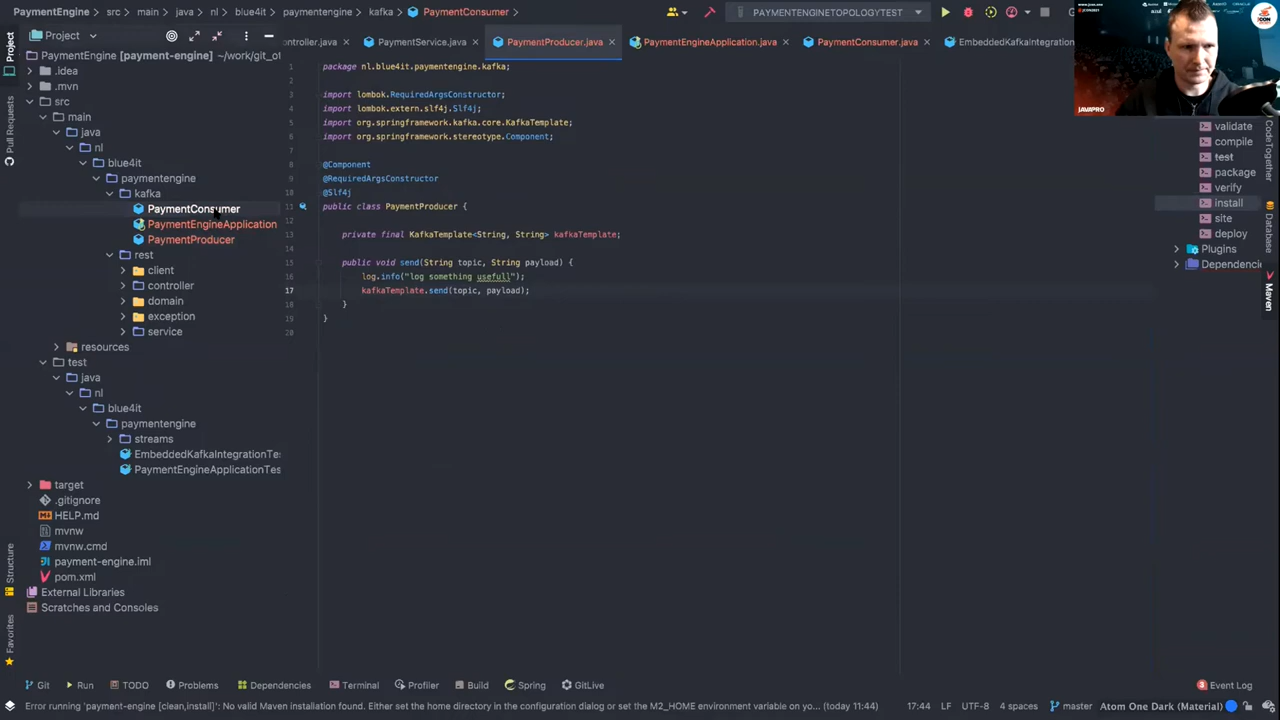 PaymentEngine › src › main › java › nl › blue4it › paymentengine › kafka › PaymentConsumer
PAYMENTENGINETOPOLOGYTEST
JAVAPRO
Project
ontroller.java
PaymentService.java
PaymentProducer.java
PaymentEngineApplication.java
PaymentConsumer.java
EmbeddedKafkaIntegration
Project
Pull Requests
Structure
Favorites
PaymentEngine [payment-engine] ~/work/git_ot
.idea
.mvn
src
main
java
nl
blue4it
paymentengine
kafka
PaymentConsumer
PaymentEngineApplication
PaymentProducer
rest
client
controller
domain
exception
service
resources
test
java
nl
blue4it
paymentengine
streams
EmbeddedKafkaIntegrationTe
PaymentEngineApplicationTes
target
.gitignore
HELP.md
mvnw
mvnw.cmd
payment-engine.iml
pom.xml
External Libraries
Scratches and Consoles
1 package nl.blue4it.paymentengine.kafka;
2
3 import lombok.RequiredArgsConstructor;
4 import lombok.extern.slf4j.Slf4j;
5 import org.springframework.kafka.core.KafkaTemplate;
6 import org.springframework.stereotype.Component;
7
8 @Component
9 @RequiredArgsConstructor
10 @Slf4j
11 public class PaymentProducer {
12
13 private final KafkaTemplate<String, String> kafkaTemplate;
14
15 public void send(String topic, String payload) {
16 log.info("log something usefull");
17 kafkaTemplate.send(topic, payload);
18 }
19 }
20
validate
compile
test
package
verify
install
site
deploy
Plugins
Dependenci
CodeTogether
Database
Maven
Git
Run
TODO
Problems
Dependencies
Terminal
Profiler
Build
Spring
GitLive
3 Event Log
Error running 'payment-engine [clean,install]': No valid Maven installation found. Either set the home directory in the configuration dialog or set the M2_HOME environment variable on yo... (today 11:44)
17:44 LF UTF-8 4 spaces master Atom One Dark (Material)